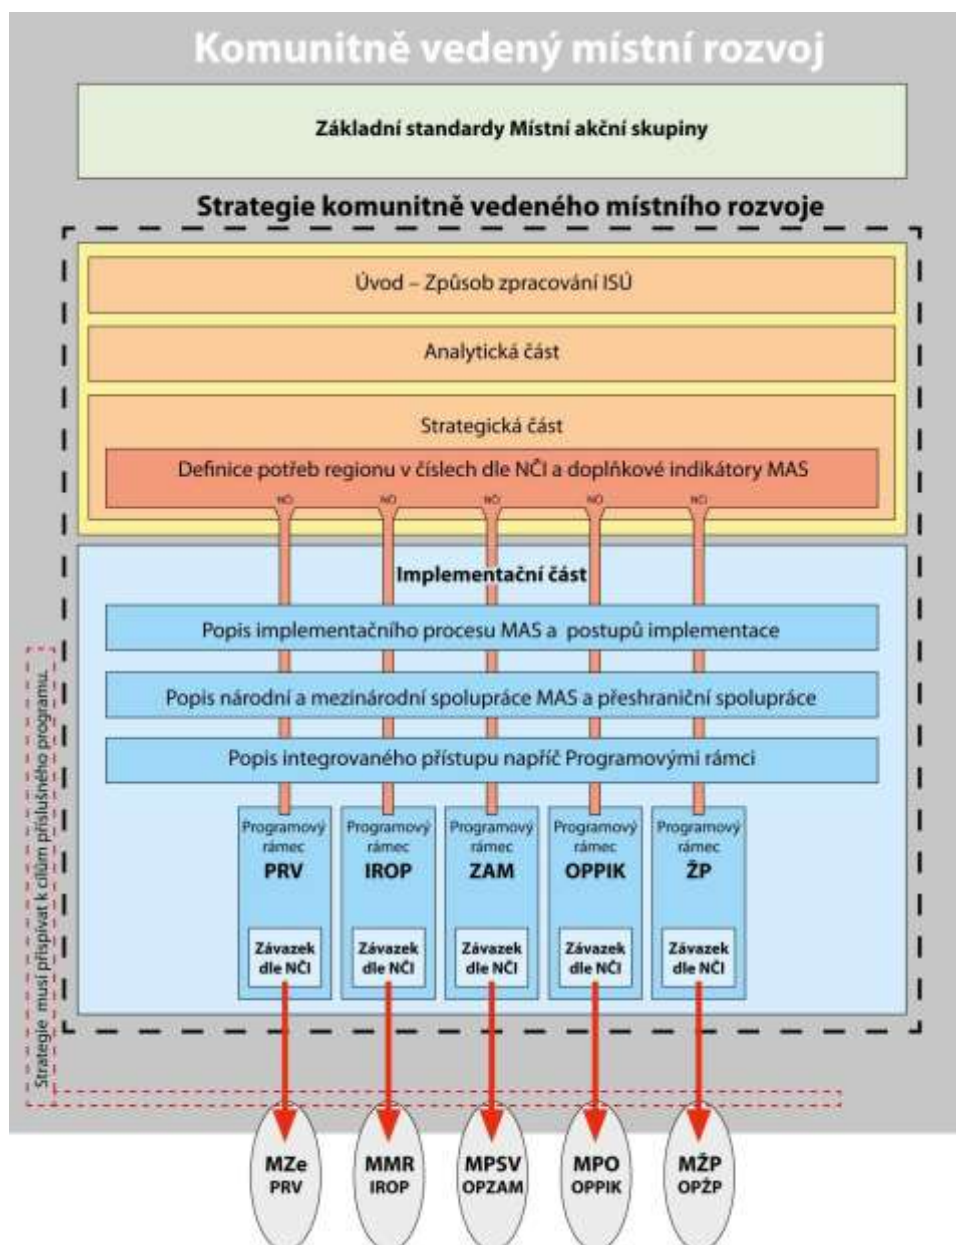 Komunitně vedený místní rozvoj
Základní standardy Místní akční skupiny
Strategie komunitně vedeného místního rozvoje
Úvod – Způsob zpracování ISÚ
Analytická část
Strategická část
Definice potřeb regionu v číslech dle NČI a doplňkové indikátory MAS
NČI
NČI
NČI
NČI
NČI
Implementační část
Popis implementačního procesu MAS a postupů implementace
Popis národní a mezinárodní spolupráce MAS a přeshraniční spolupráce
Popis integrovaného přístupu napříč Programovými rámci
Strategie musí přispívat k cílům příslušného programu.
Programový
rámec
PRV
Závazek
dle NČI
Programový
rámec
IROP
Závazek
dle NČI
Programový
rámec
ZAM
Závazek
dle NČI
Programový
rámec
OPPIK
Závazek
dle NČI
Programový
rámec
ŽP
Závazek
dle NČI
MZe
PRV
MMR
IROP
MPSV
OPZAM
MPO
OPPIK
MŽP
OPŽP